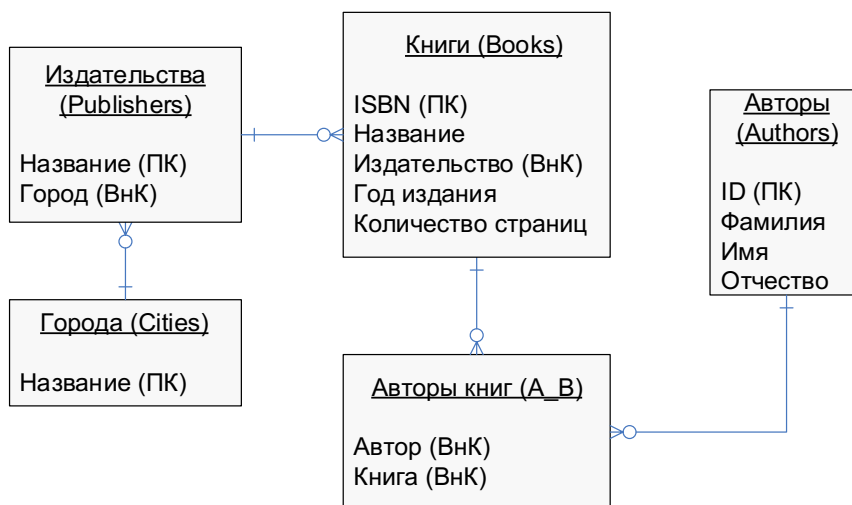 Издательства
(Publishers)
Название (ПК)
Город (ВнК)
Книги (Books)
ISBN (ПК)
Название
Издательство (ВнК)
Год издания
Количество страниц
Авторы
(Authors)
ID (ПК)
Фамилия
Имя
Отчество
Города (Cities)
Название (ПК)
Авторы книг (A_B)
Автор (ВнК)
Книга (ВнК)